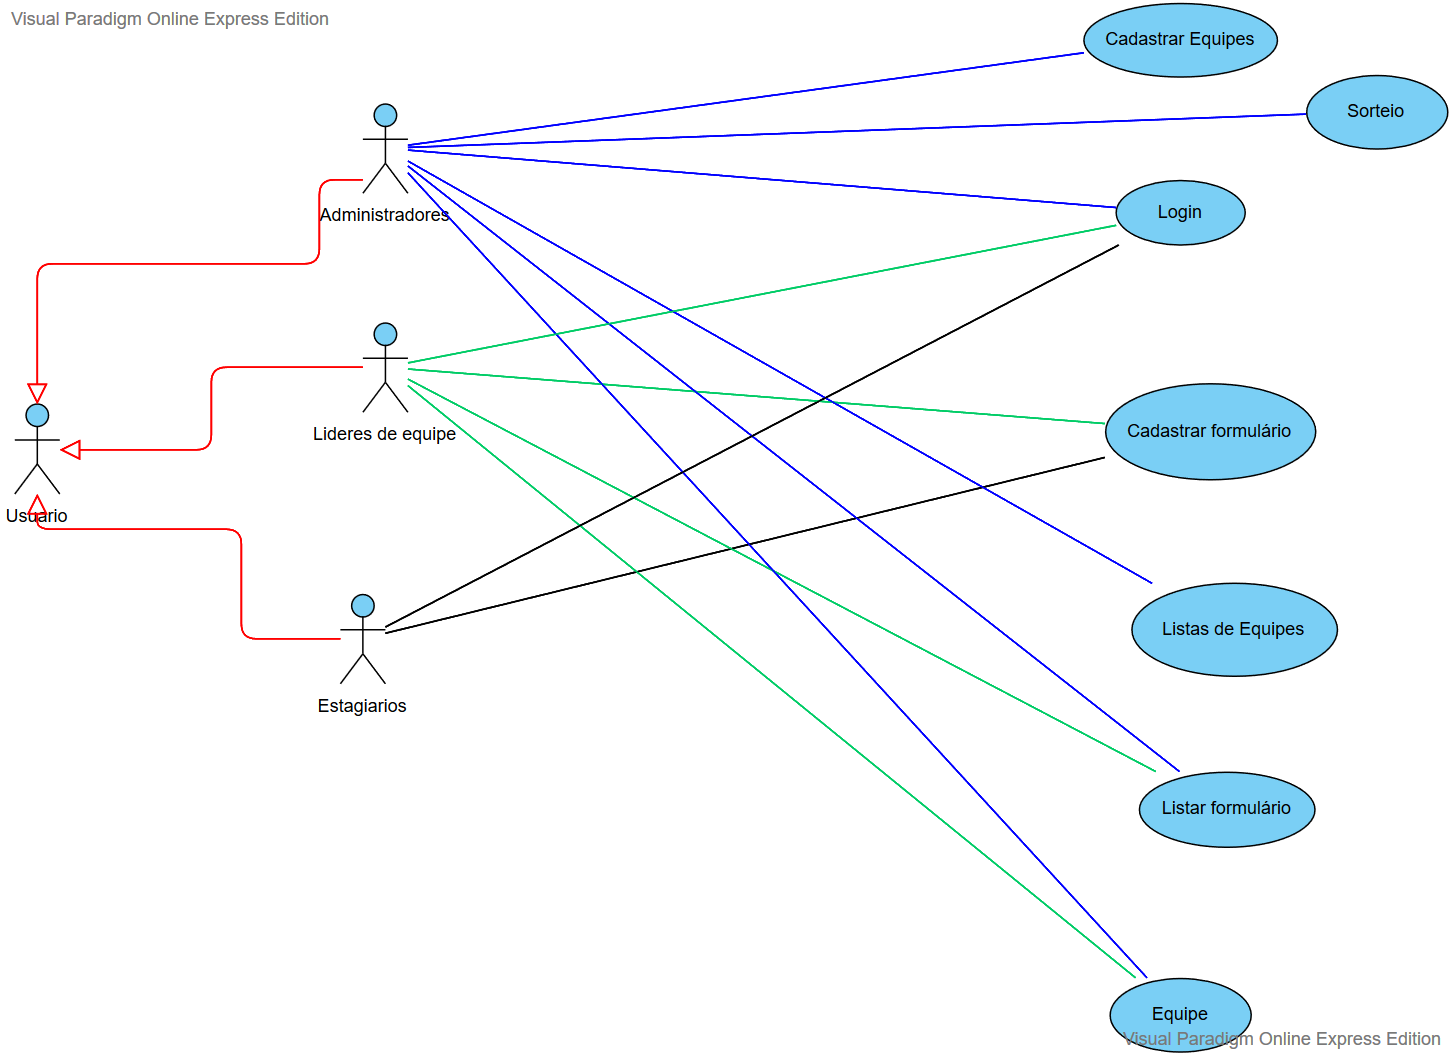 Visual Paradigm Online Express Edition
Cadastrar Equipes
Sorteio
Administradores
Login
Lideres de equipe
Cadastrar formulário
Usuário
Listas de Equipes
Estagiarios
Listar formulário
Equipe
Visual Paradigm Online Express Edition